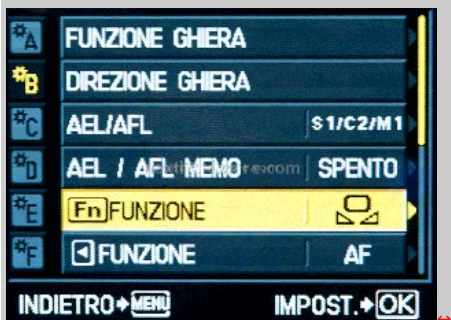 A FUNZIONE GHIERA
B DIREZIONE GHIERA
C AEL/AFL S1/C2/M1
D AEL / AFL MEMO SPENTO
E Fn FUNZIONE
F FUNZIONE AF
INDIETRO MENU IMPOST. OK